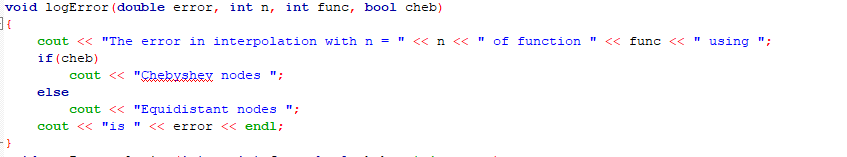 void logError(double error, int n, int func, bool cheb)
{
    cout << "The error in interpolation with n = " << n << " of function " << func << " using ";
    if(cheb)
        cout << "Chebyshev nodes ";
    else
        cout << "Equidistant nodes ";
    cout << "is " << error << endl;
}